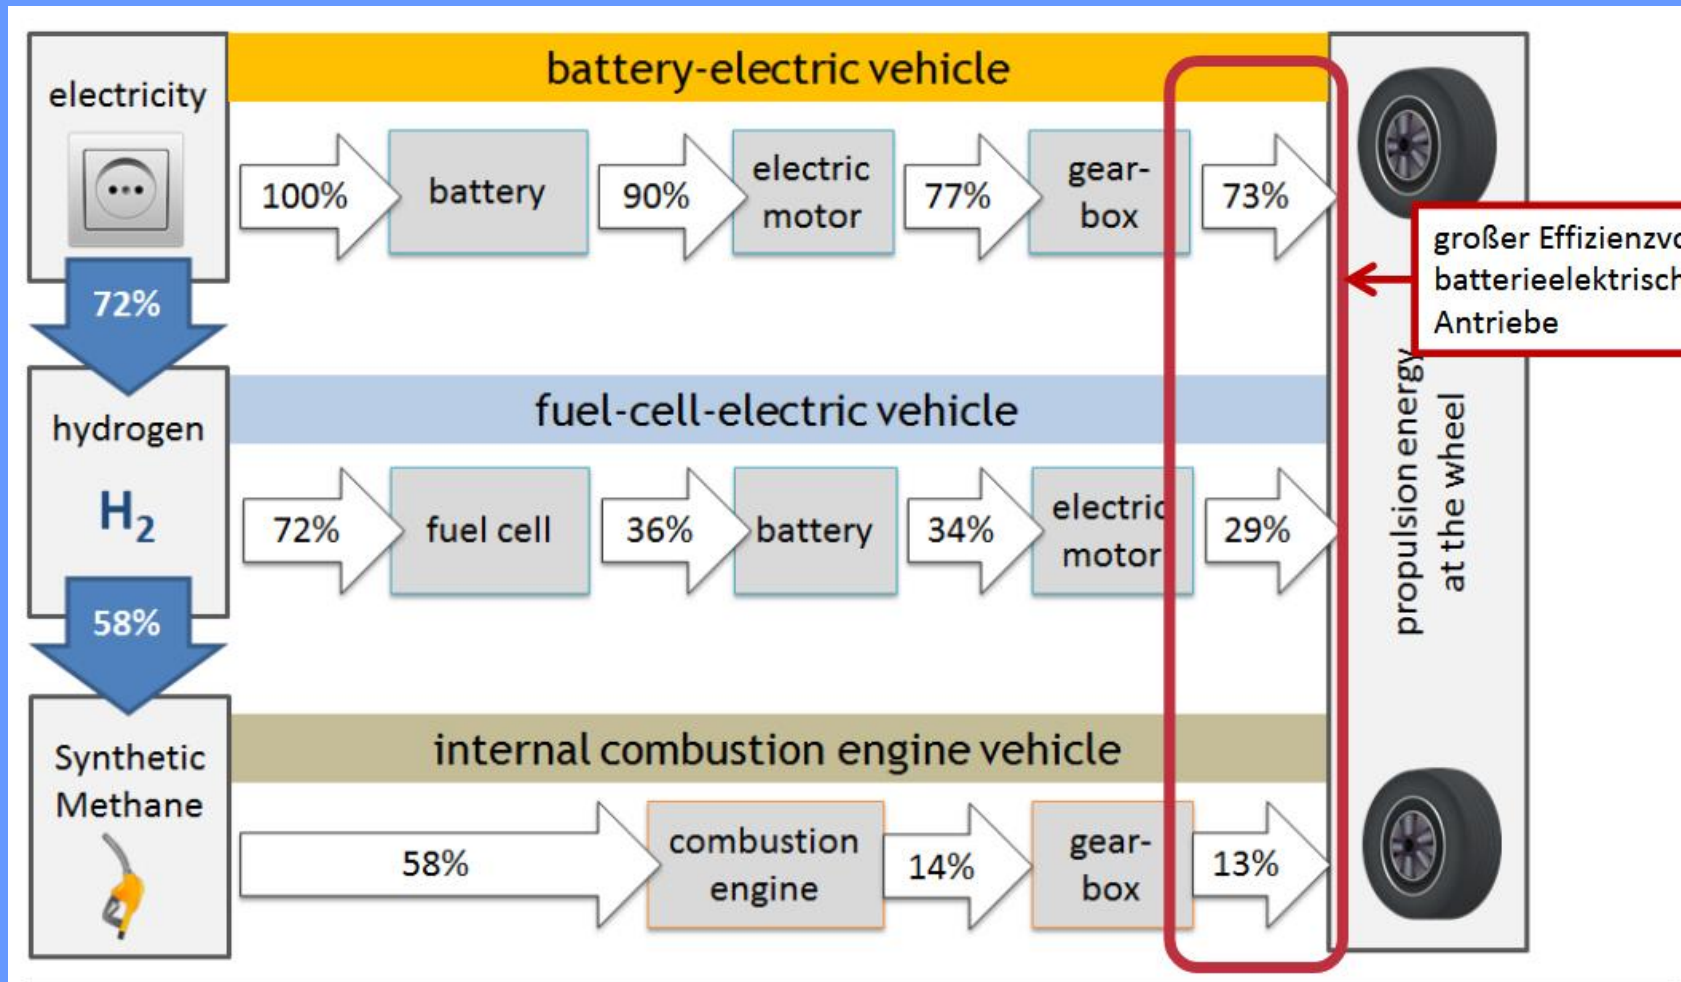 electricity
battery-electric vehicle
100%
battery
90%
electric
motor
77%
gear-
box
73%
großer
batterieelektrisch
Antriebe
72%
hydrogen
H₂
fuel-cell-electric vehicle
72%
fuel cell
36%
battery
34%
electric
motor
29%
propulsion energy
at the wheel
58%
Synthetic
Methane
internal combustion engine vehicle
58%
combustion
engine
14%
gear-
box
13%